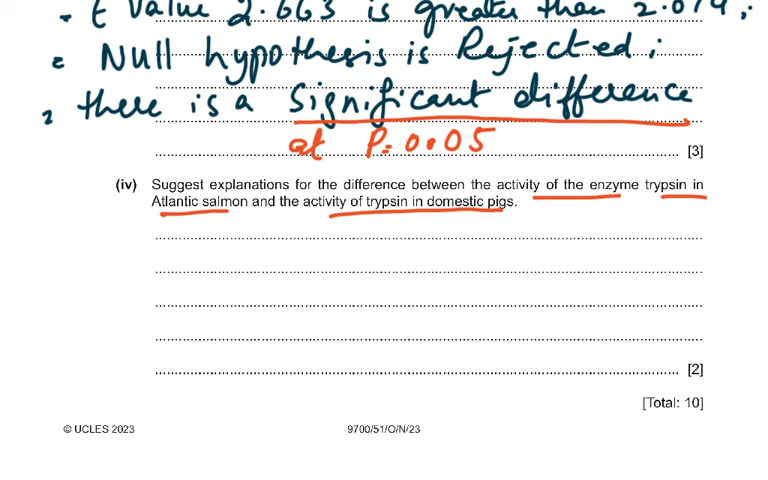 - t value 2.663 is greater than 2.074;
= Null hypothesis is Rejected;
, there is a significant difference
at P = 0.05
[3]
(iv) Suggest explanations for the difference between the activity of the enzyme trypsin in
Atlantic salmon and the activity of trypsin in domestic pigs.
[2]
[Total: 10]
© UCLES 2023 9700/51/O/N/23